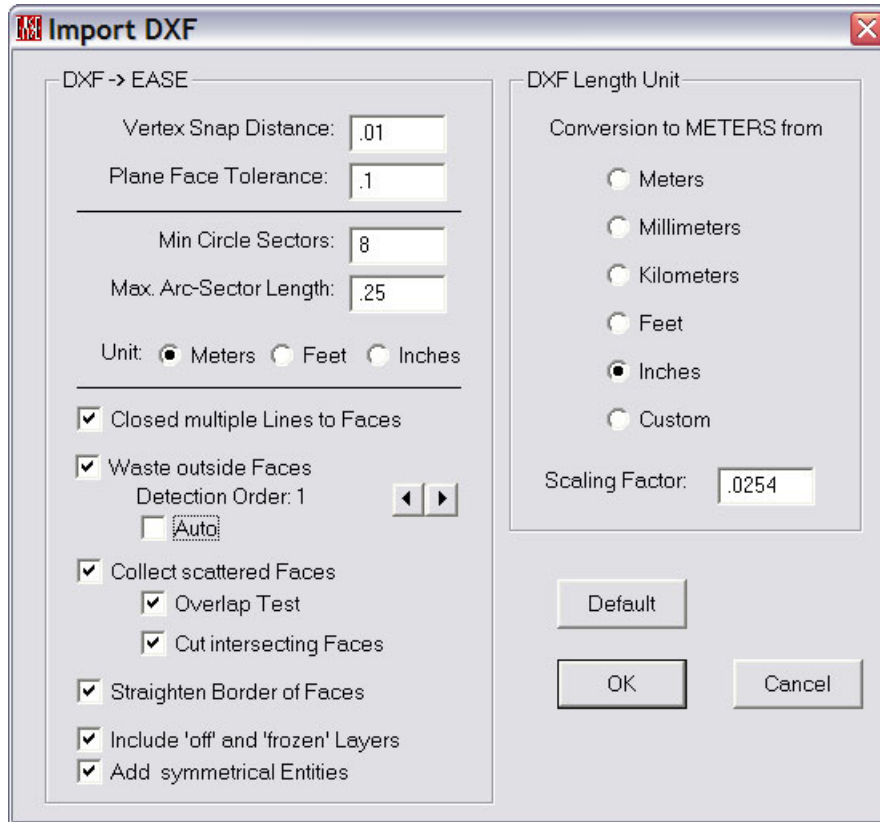 Import DXF
DXF -> EASE
Vertex Snap Distance: .01
Plane Face Tolerance: .1
Min Circle Sectors: 8
Max. Arc-Sector Length: .25
Unit: Meters Feet Inches
Closed multiple Lines to Faces
Waste outside Faces
Detection Order: 1
Auto
Collect scattered Faces
Overlap Test
Cut intersecting Faces
Straighten Border of Faces
Include 'off' and 'frozen' Layers
Add symmetrical Entities
DXF Length Unit
Conversion to METERS from
Meters
Millimeters
Kilometers
Feet
Inches
Custom
Scaling Factor: .0254
Default
OK Cancel